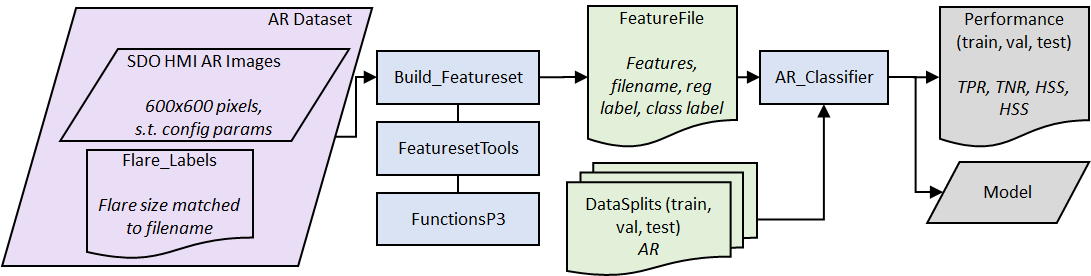 AR Dataset
SDO HMI AR Images
600x600 pixels,
s.t. config params
Flare_Labels
Flare size matched
to filename
Build_Featureset
FeaturesetTools
FunctionsP3
FeatureFile
Features,
filename, reg
label, class label
DataSplits (train,
val, test)
AR
AR_Classifier
Performance
(train, val, test)
TPR, TNR, HSS,
HSS
Model